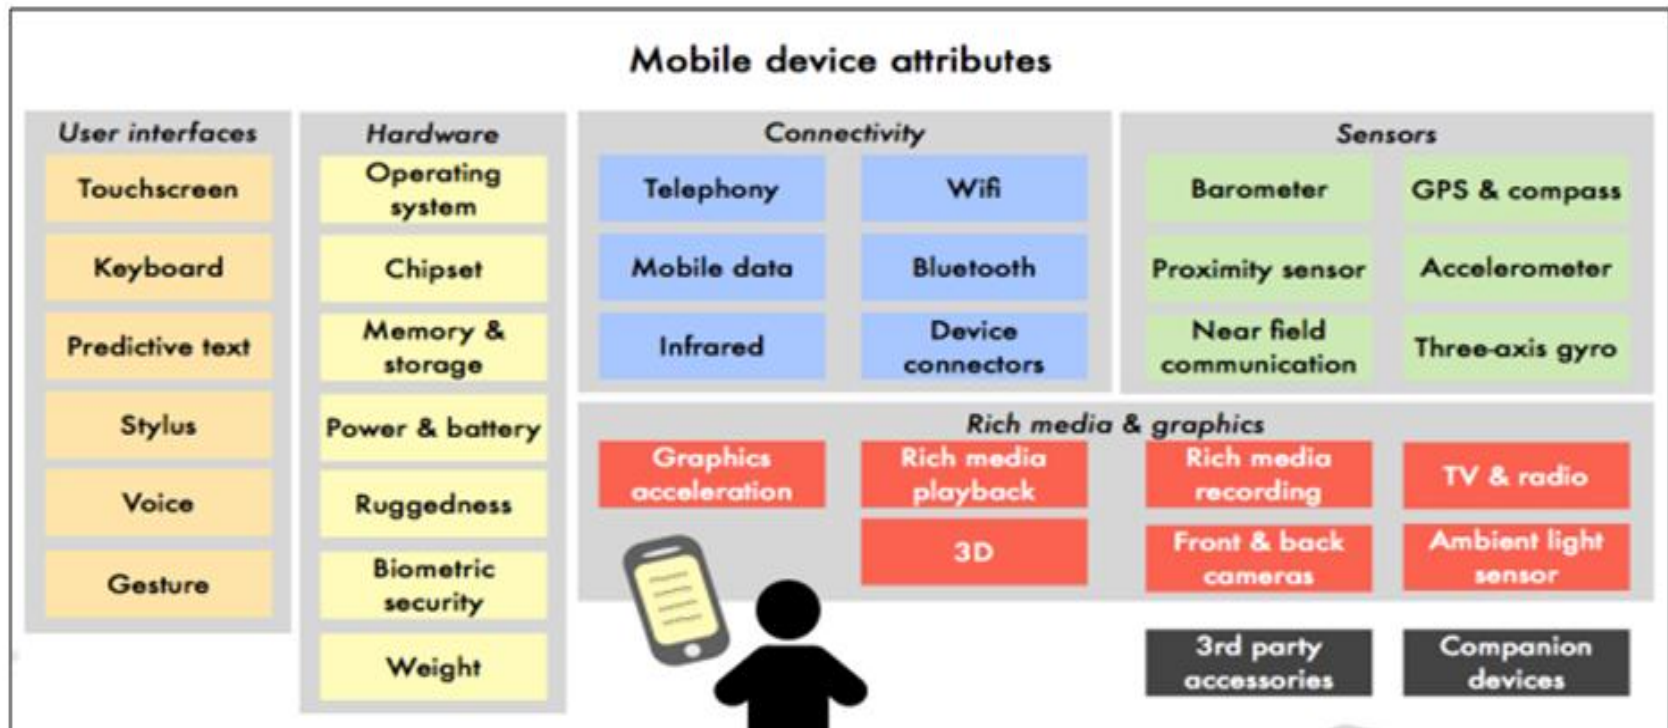 Mobile device attributes
User interfaces
Touchscreen
Keyboard
Predictive text
Stylus
Voice
Gesture
Hardware
Operating
system
Chipset
Memory &
storage
Power & battery
Ruggedness
Biometric
security
Weight
Connectivity
Telephony
Wifi
Mobile data
Bluetooth
Infrared
Device
connectors
Sensors
Barometer
GPS & compass
Proximity sensor
Accelerometer
Near field
communication
Three-axis gyro
Rich media & graphics
Graphics
acceleration
Rich media
playback
Rich media
recording
TV & radio
3D
Front & back
cameras
Ambient light
sensor
3rd party
accessories
Companion
devices